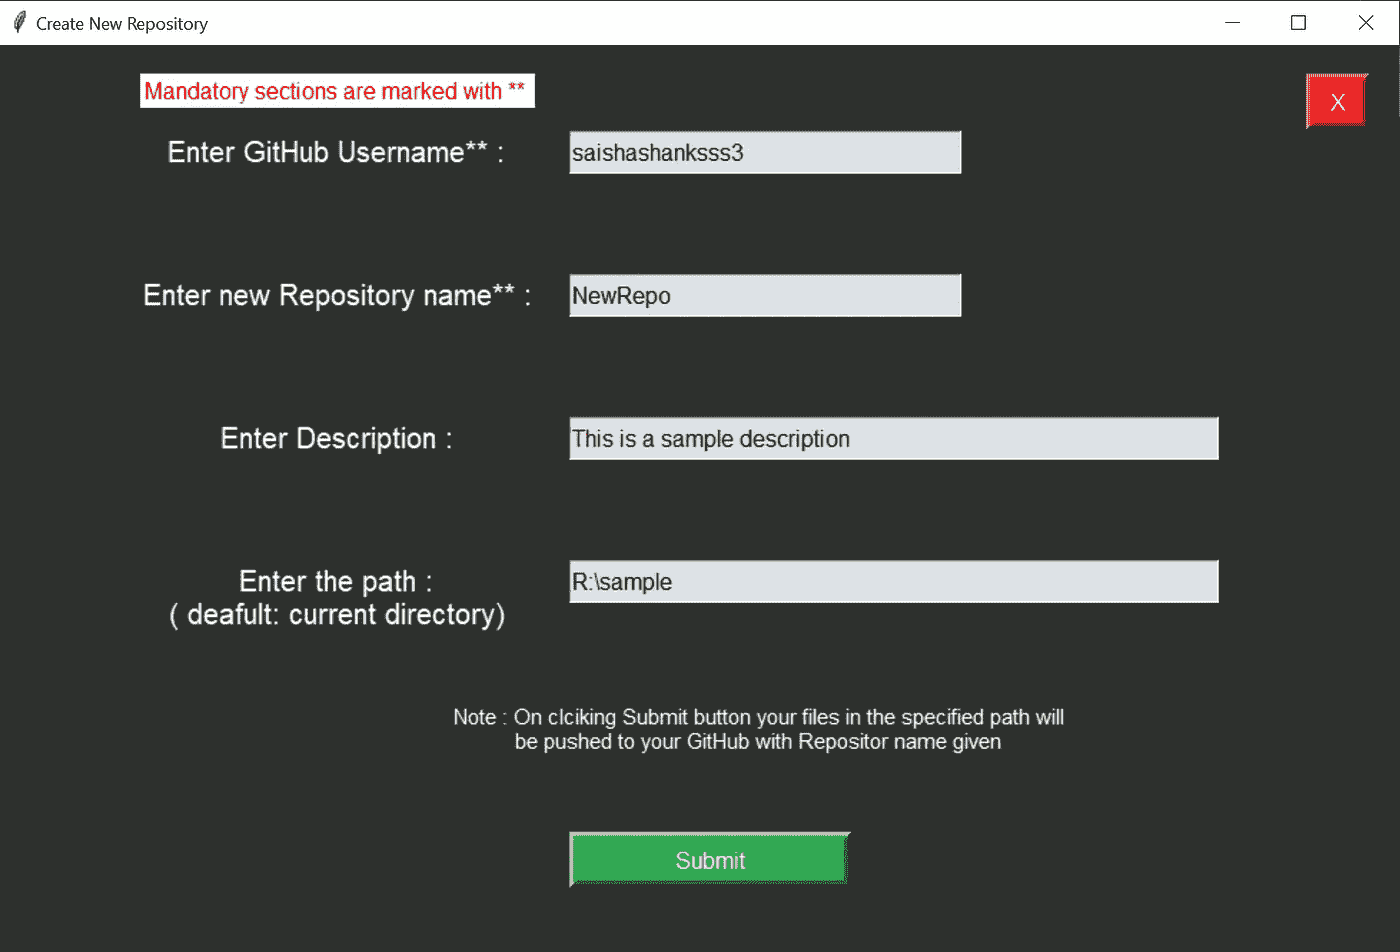 Create New Repository
Mandatory sections are marked with **
X
Enter GitHub Username** :
saishashanksss3
Enter new Repository name** :
NewRepo
Enter Description :
This is a sample description
Enter the path :
R:\sample
( deafult: current directory)
Note : On clciking Submit button your files in the specified path will
be pushed to your GitHub with Repositor name given
Submit